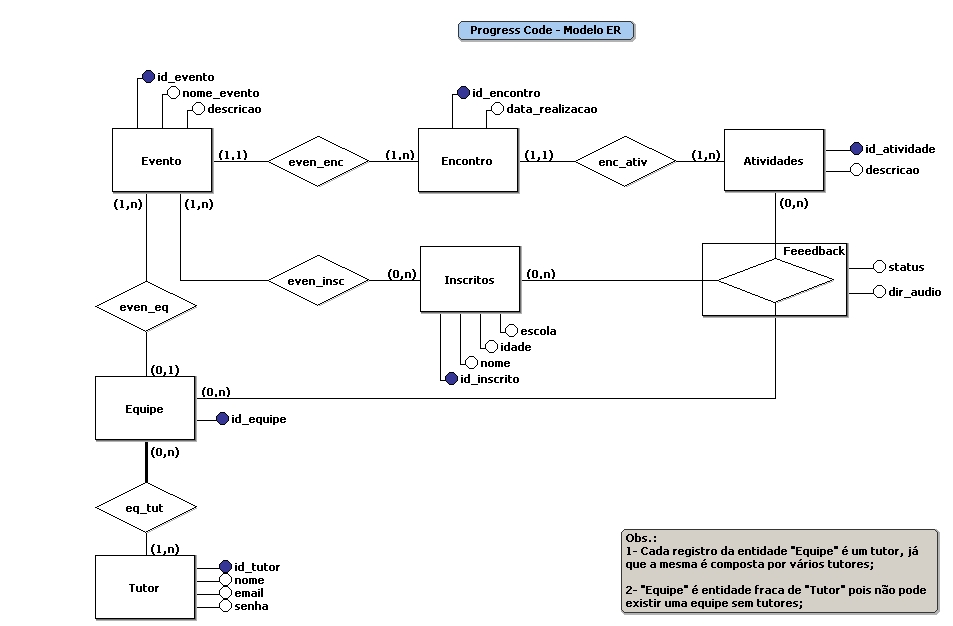 Progress Code - Modelo ER
id_evento
nome_evento
descricao
id_encontro
data_realizacao
Evento
(1,1)
even_enc
(1,n)
Encontro
(1,1)
enc_ativ
(1,n)
Atividades
id_atividade
descricao
(1,n)
(1,n)
(0,n)
Feeedback
status
dir_audio
even_insc
(0,n)
Inscritos
(0,n)
escola
idade
nome
id_inscrito
even_eq
(0,1)
(0,n)
Equipe
id_equipe
(0,n)
eq_tut
(1,n)
Tutor
id_tutor
nome
email
senha
Obs.:
1- Cada registro da entidade "Equipe" é um tutor, já
que a mesma é composta por vários tutores;
2- "Equipe" é entidade fraca de "Tutor" pois não pode
existir uma equipe sem tutores;